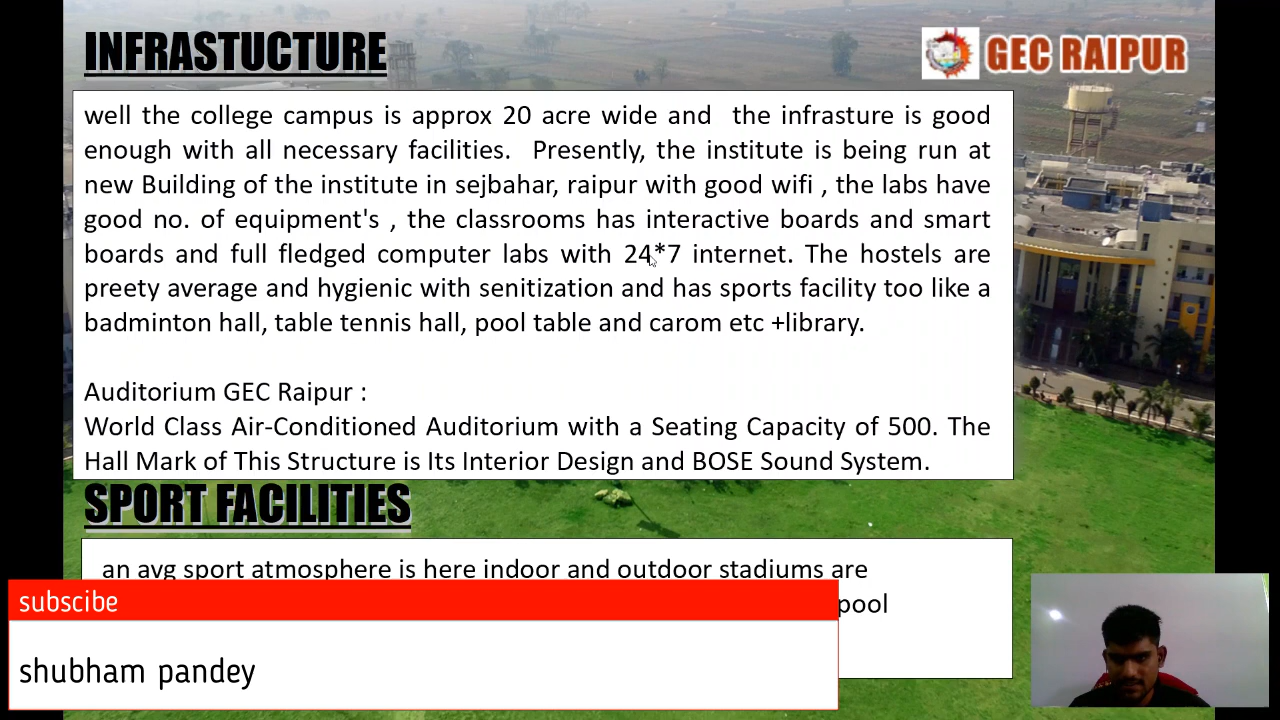 INFRASTUCTURE
GEC RAIPUR
well the college campus is approx 20 acre wide and the infrasture is good
enough with all necessary facilities. Presently, the institute is being run at
new Building of the institute in sejbahar, raipur with good wifi , the labs have
good no. of equipment's , the classrooms has interactive boards and smart
boards and full fledged computer labs with 24*7 internet. The hostels are
preety average and hygienic with senitization and has sports facility too like a
badminton hall, table tennis hall, pool table and carom etc +library.
Auditorium GEC Raipur :
World Class Air-Conditioned Auditorium with a Seating Capacity of 500. The
Hall Mark of This Structure is Its Interior Design and BOSE Sound System.
SPORT FACILITIES
an avg sport atmosphere is here indoor and outdoor stadiums are
pool
subscibe
shubham pandey